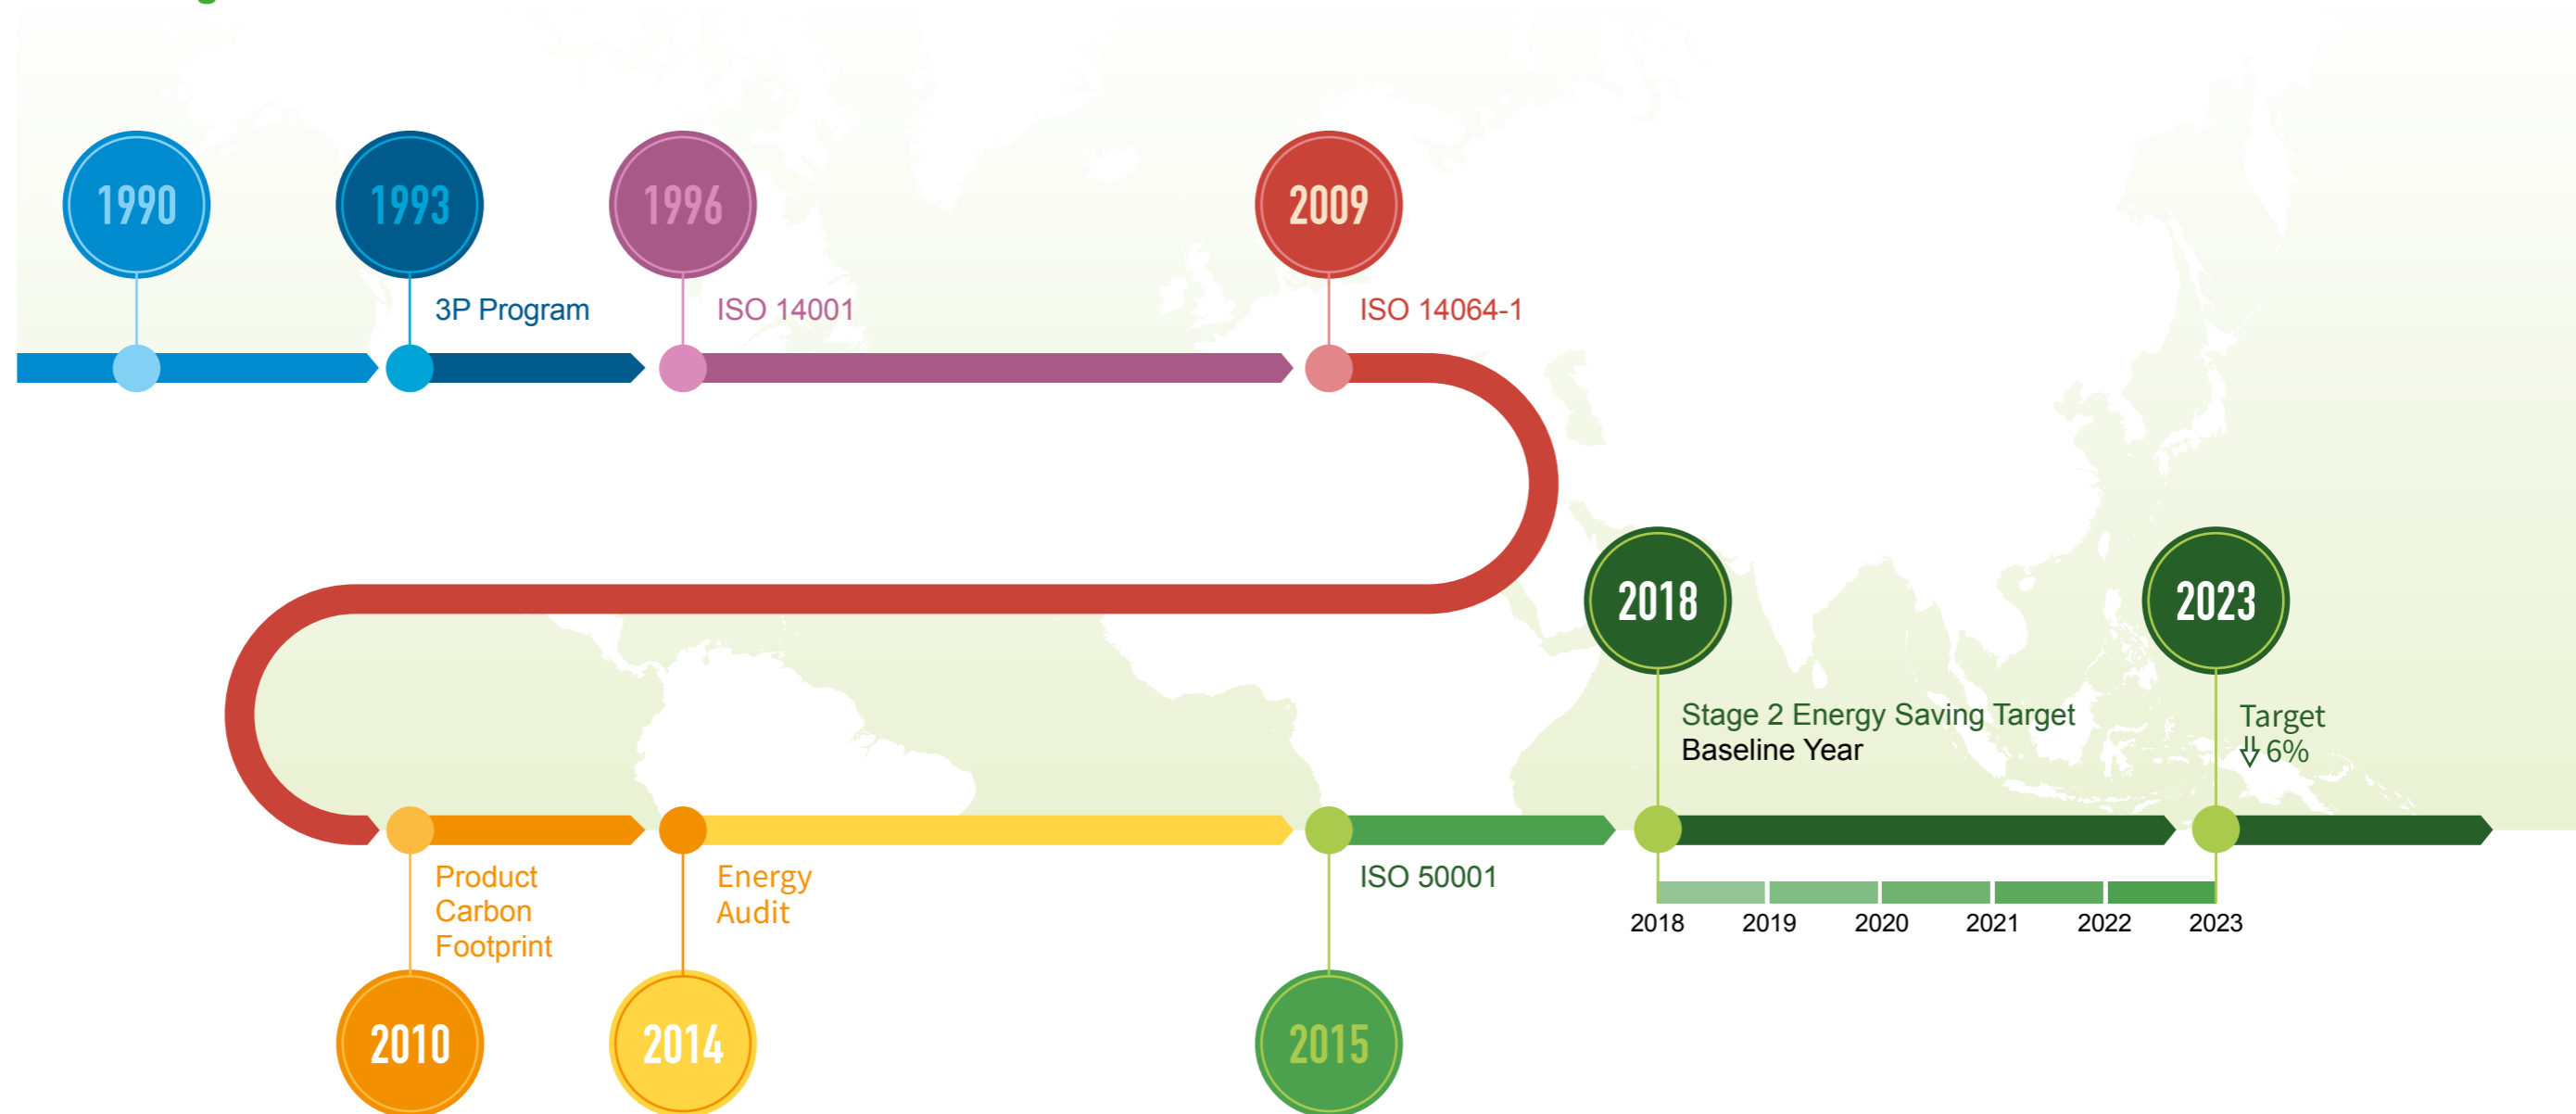 1990
1993
1996
2009
3P Program
ISO 14001
ISO 14064-1
2018
2023
Stage 2 Energy Saving Target
Baseline Year
Target
⇩ 6%
Product
Carbon
Footprint
Energy
Audit
ISO 50001
2018 2019 2020 2021 2022 2023
2010
2014
2015